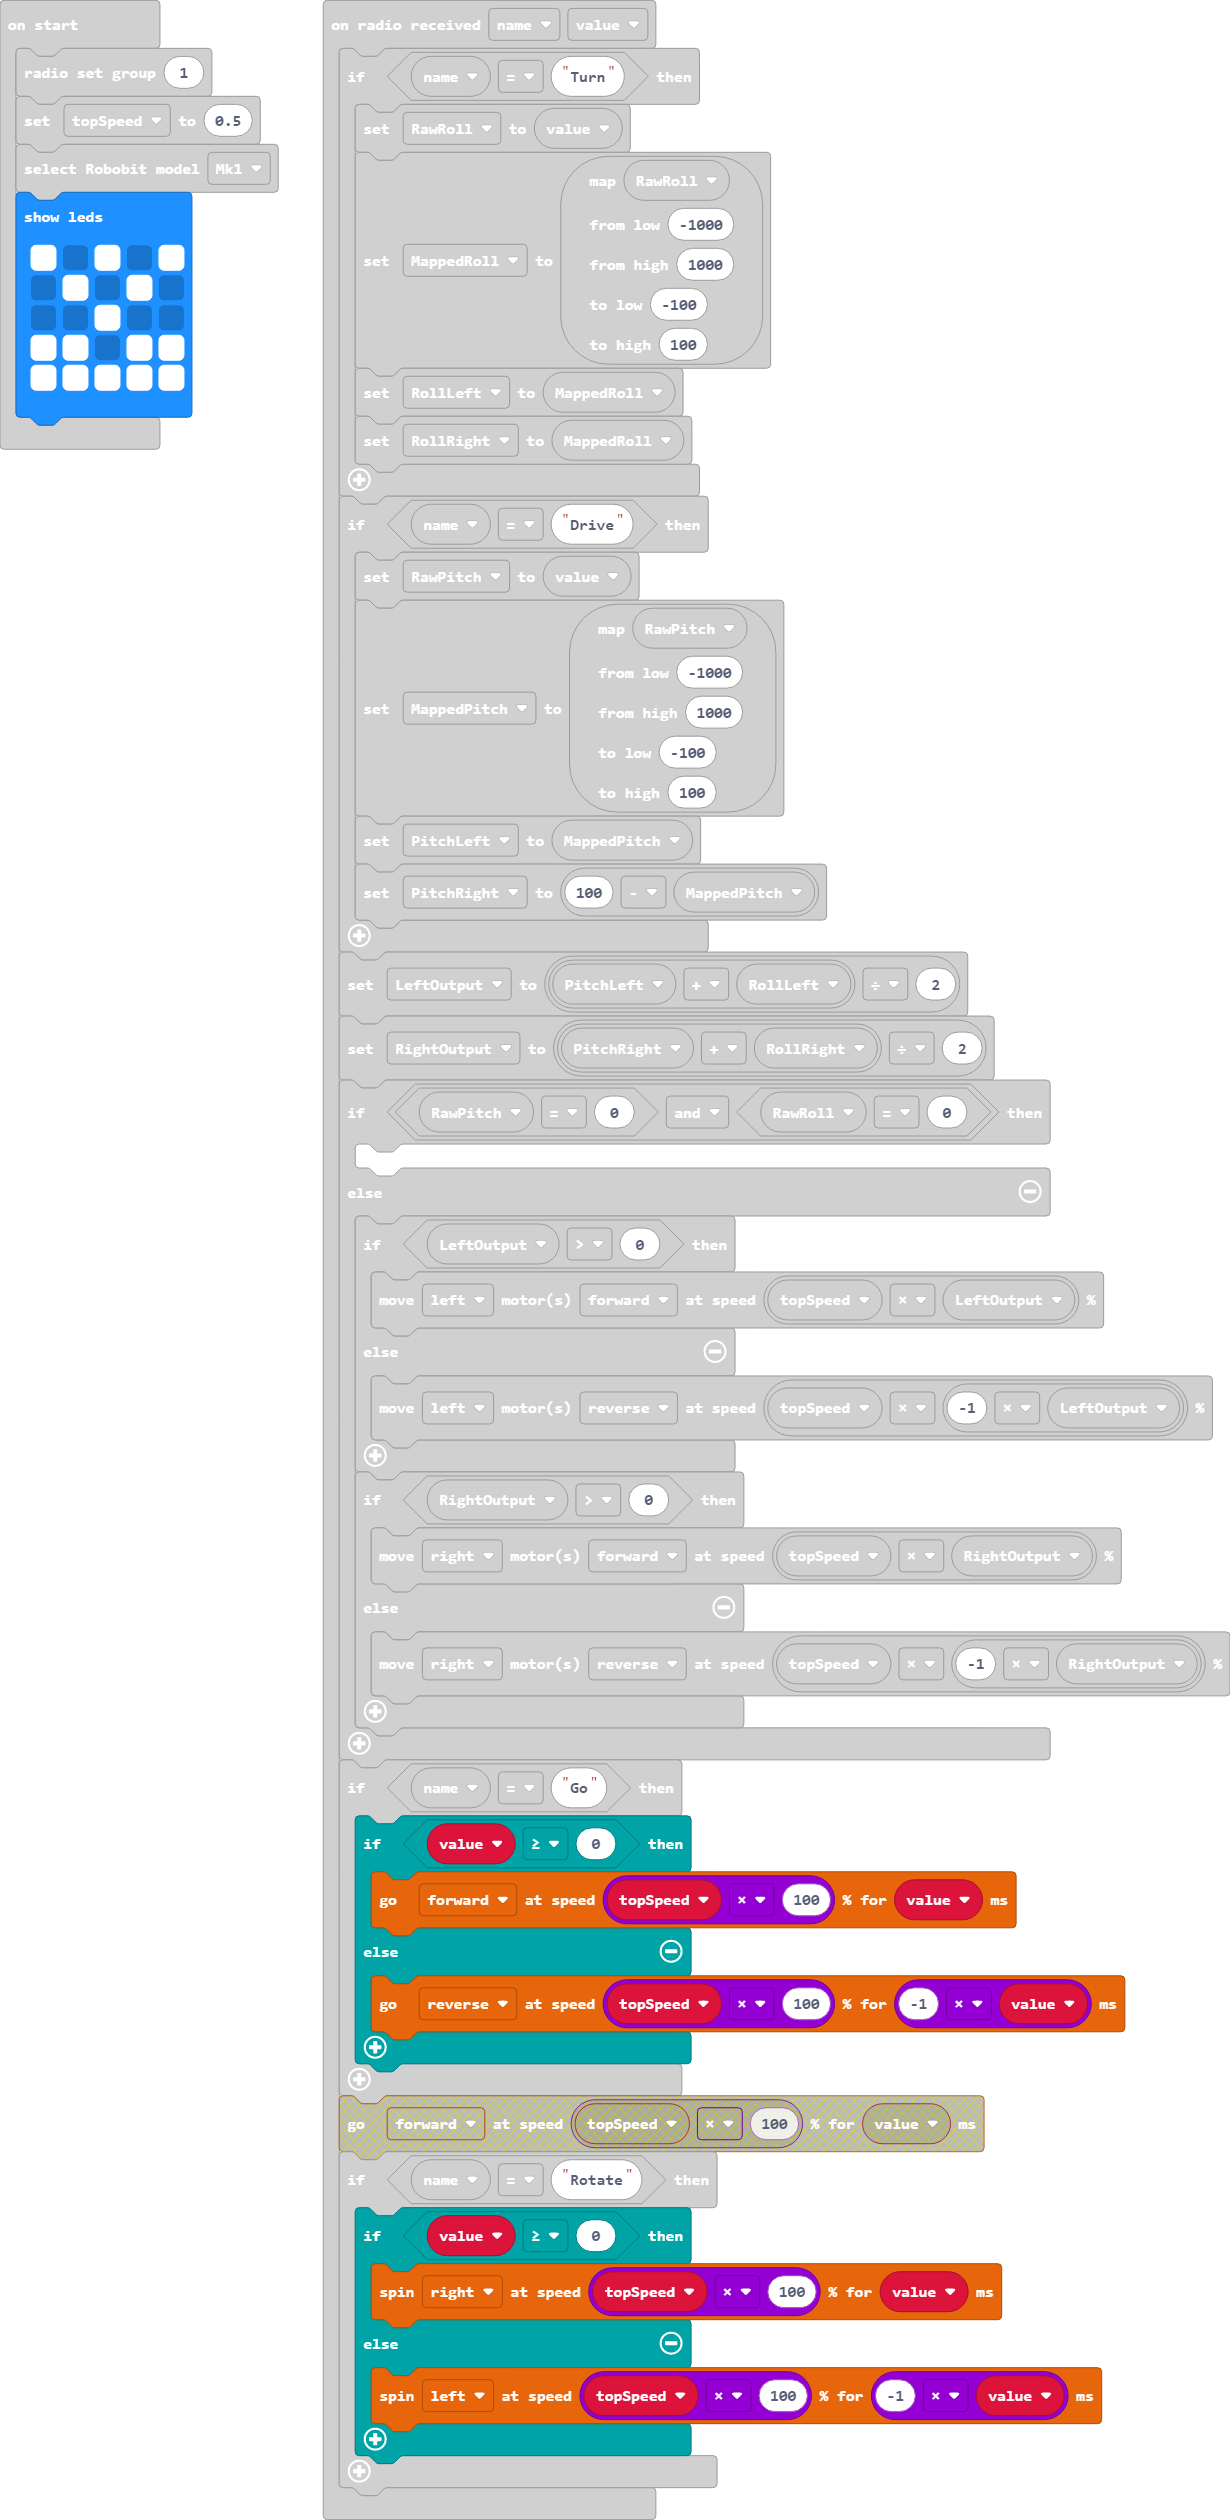 on start
radio set group 1
set topSpeed to 0.5
select Robobit model Mk1
show leds
on radio received name value
if name = "Turn" then
set RawRoll to value
set MappedRoll to map RawRoll
from low -1000
from high 1000
to low -100
to high 100
set RollLeft to MappedRoll
set RollRight to MappedRoll
if name = "Drive" then
set RawPitch to value
set MappedPitch to map RawPitch
from low -1000
from high 1000
to low -100
to high 100
set PitchLeft to MappedPitch
set PitchRight to 100 - MappedPitch
set LeftOutput to PitchLeft + RollLeft ÷ 2
set RightOutput to PitchRight + RollRight ÷ 2
if RawPitch = 0 and RawRoll = 0 then
else
if LeftOutput > 0 then
move left motor(s) forward at speed topSpeed × LeftOutput %
else
move left motor(s) reverse at speed topSpeed × -1 × LeftOutput %
if RightOutput > 0 then
move right motor(s) forward at speed topSpeed × RightOutput %
else
move right motor(s) reverse at speed topSpeed × -1 × RightOutput %
if name = "Go" then
if value ≥ 0 then
go forward at speed topSpeed × 100 % for value ms
else
go reverse at speed topSpeed × 100 % for -1 × value ms
go forward at speed topSpeed × 100 % for value ms
if name = "Rotate" then
if value ≥ 0 then
spin right at speed topSpeed × 100 % for value ms
else
spin left at speed topSpeed × 100 % for -1 × value ms